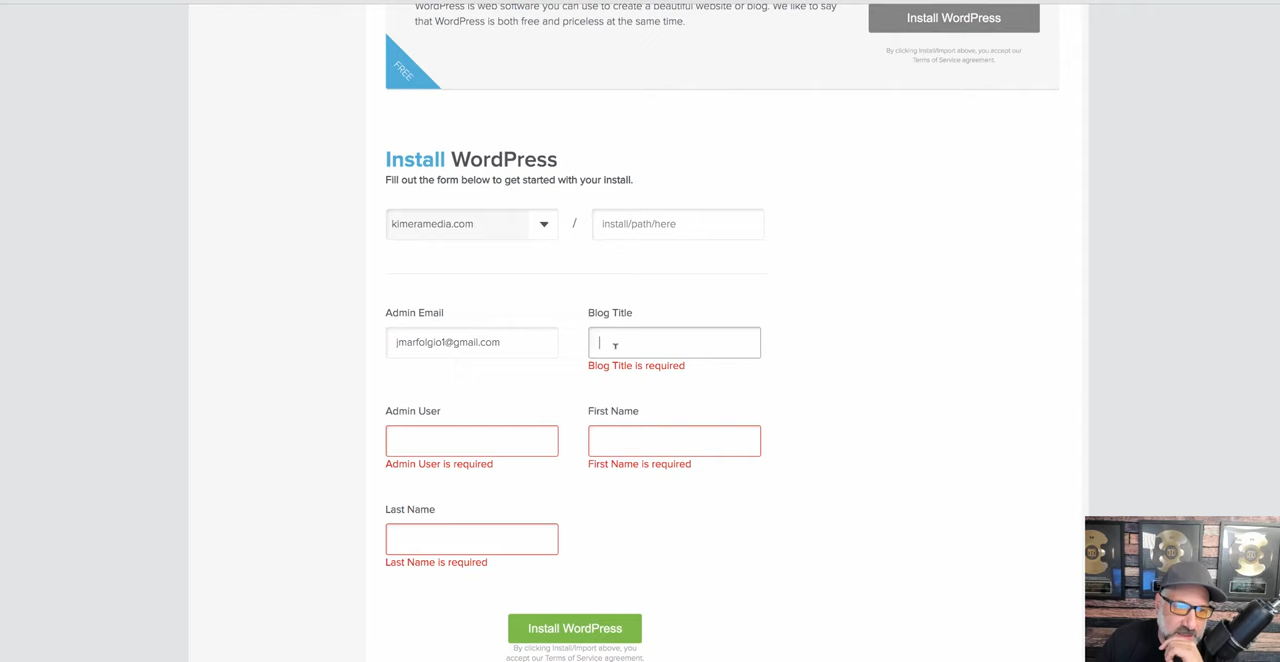 WordPress is web software you can use to create a beautiful website or blog. We like to say
that WordPress is both free and priceless at the same time.
Install WordPress
By clicking Install/Import above, you accept our
Terms of Service agreement.
FREE
Install WordPress
Fill out the form below to get started with your install.
kimeramedia.com
/
install/path/here
Admin Email
Blog Title
jmarfolgio1@gmail.com
Blog Title is required
Admin User
First Name
Admin User is required
First Name is required
Last Name
Last Name is required
Install WordPress
By clicking Install/Import above, you
accept our Terms of Service agreement.